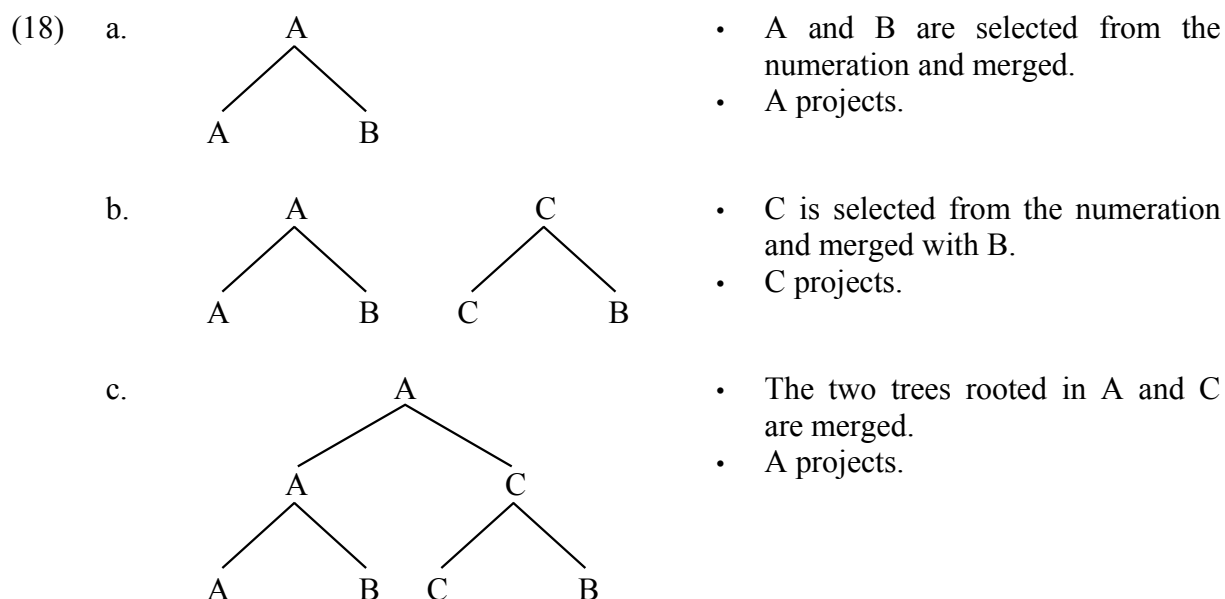 (18) a. A • A and B are selected from the
numeration and merged.
• A projects.
A B
b. A C • C is selected from the numeration
and merged with B.
• C projects.
A B C B
c. A • The two trees rooted in A and C
are merged.
• A projects.
A C
A B C B